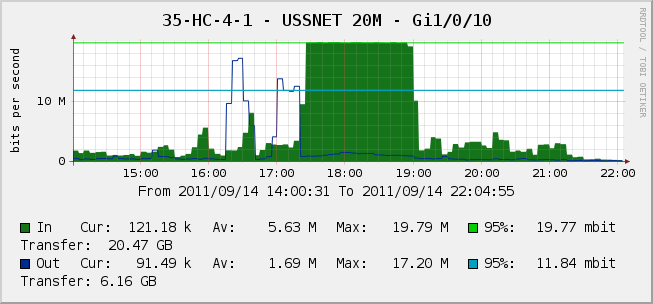 35-HC-4-1 - USSNET 20M - Gi1/0/10
RRDTOOL / TOBI OETIKER
bits per second
10 M
0
15:00 16:00 17:00 18:00 19:00 20:00 21:00 22:00
From 2011/09/14 14:00:31 To 2011/09/14 22:04:55
In Cur: 121.18 k Av: 5.63 M Max: 19.79 M 95%: 19.77 mbit
Transfer: 20.47 GB
Out Cur: 91.49 k Av: 1.69 M Max: 17.20 M 95%: 11.84 mbit
Transfer: 6.16 GB